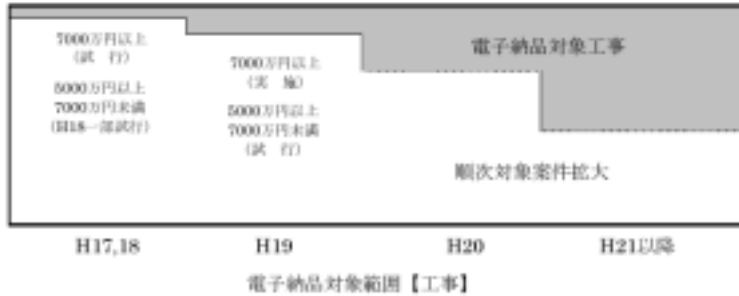 7000万円以上
(試 行)
5000万円以上
7000万円未満
(H18一部試行)
7000万円以上
(実 施)
5000万円以上
7000万円未満
(試 行)
電子納品対象工事
順次対象案件拡大
H17,18
H19
H20
H21以降
電子納品対象範囲【工事】